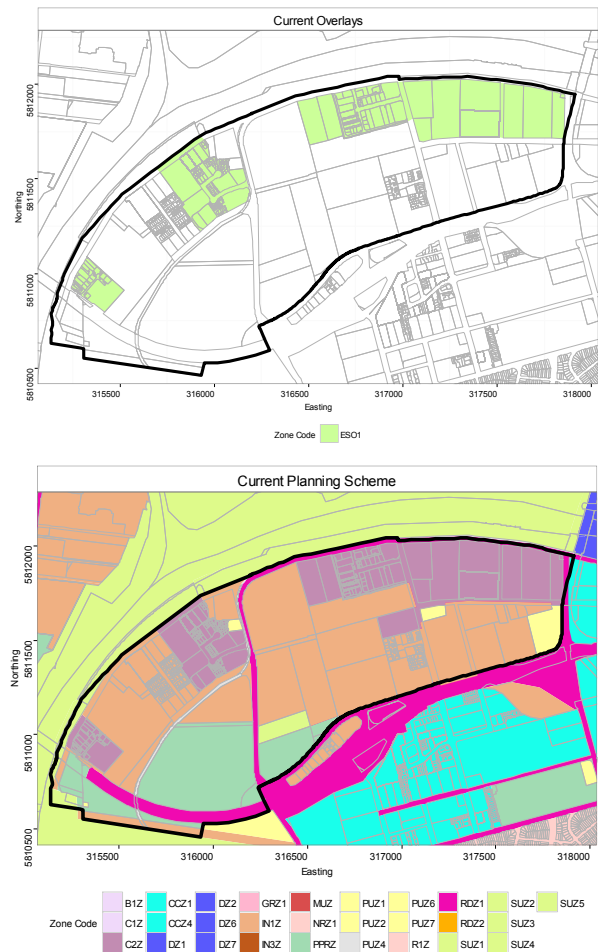 Current Overlays
5812000
5811500
5811000
5810500
Northing
315500 316000 316500 317000 317500 318000
Easting
Zone Code ESO1
Current Planning Scheme
5812000
5811500
5811000
5810500
Northing
315500 316000 316500 317000 317500 318000
Easting
B1Z CCZ1 DZ2 GRZ1 MUZ PUZ1 PUZ6 RDZ1 SUZ2 SUZ5
Zone Code C1Z CCZ4 DZ6 IN1Z NRZ1 PUZ2 PUZ7 RDZ2 SUZ3
C2Z DZ1 DZ7 IN3Z PPRZ PUZ4 R1Z SUZ1 SUZ4